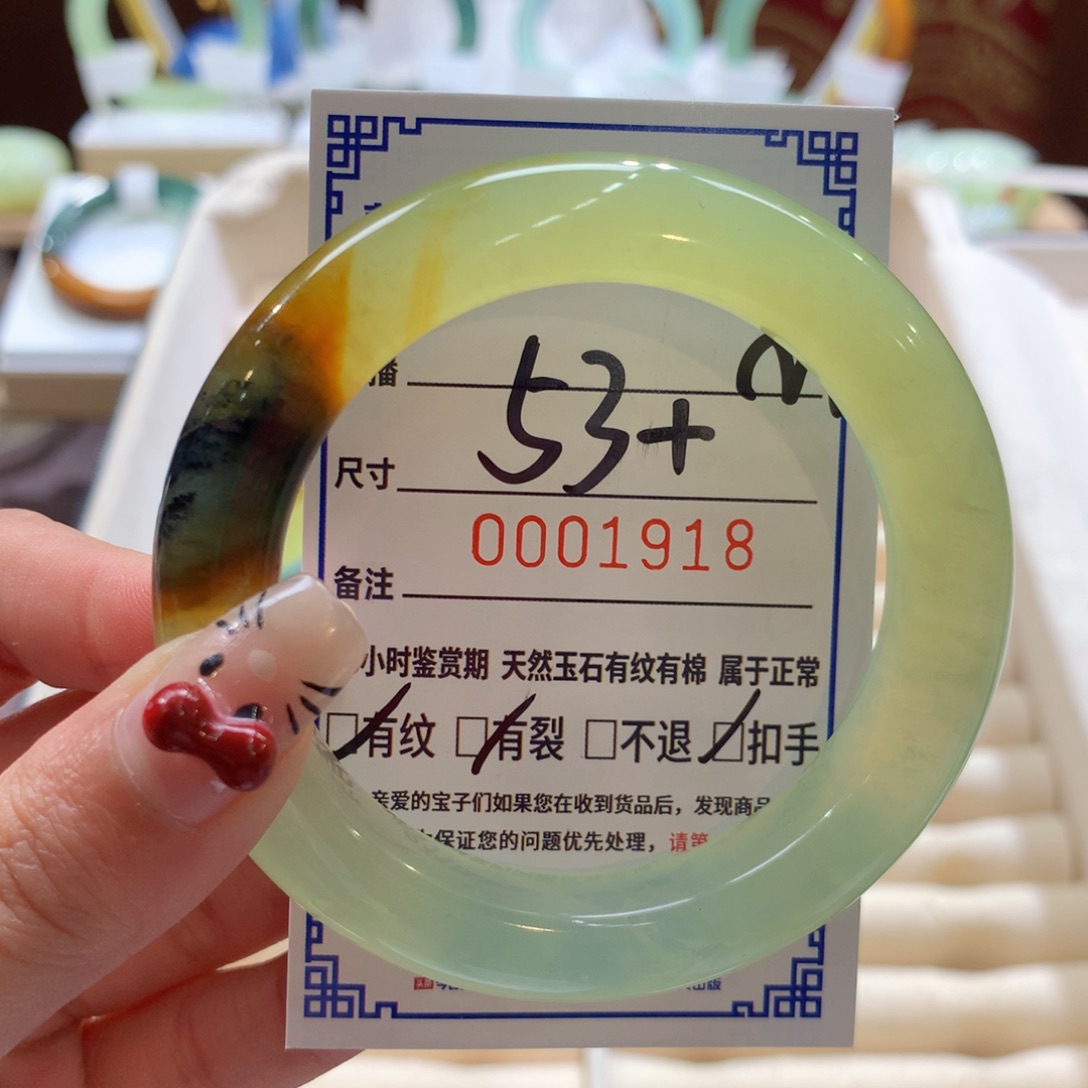 播
53+
尺寸
0001918
备注
小时鉴赏期 天然玉石有纹有棉 属于正常
□有纹 □有裂 □不退 □扣手
亲爱的宝子们如果您在收到货品后，发现商品
保证您的问题优先处理，请第